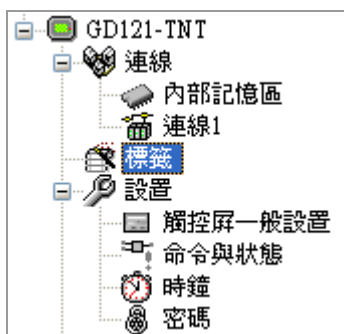 GD121-TNT
連線
內部記憶區
連線1
標籤
設置
觸控屏一般設置
命令與狀態
時鐘
密碼